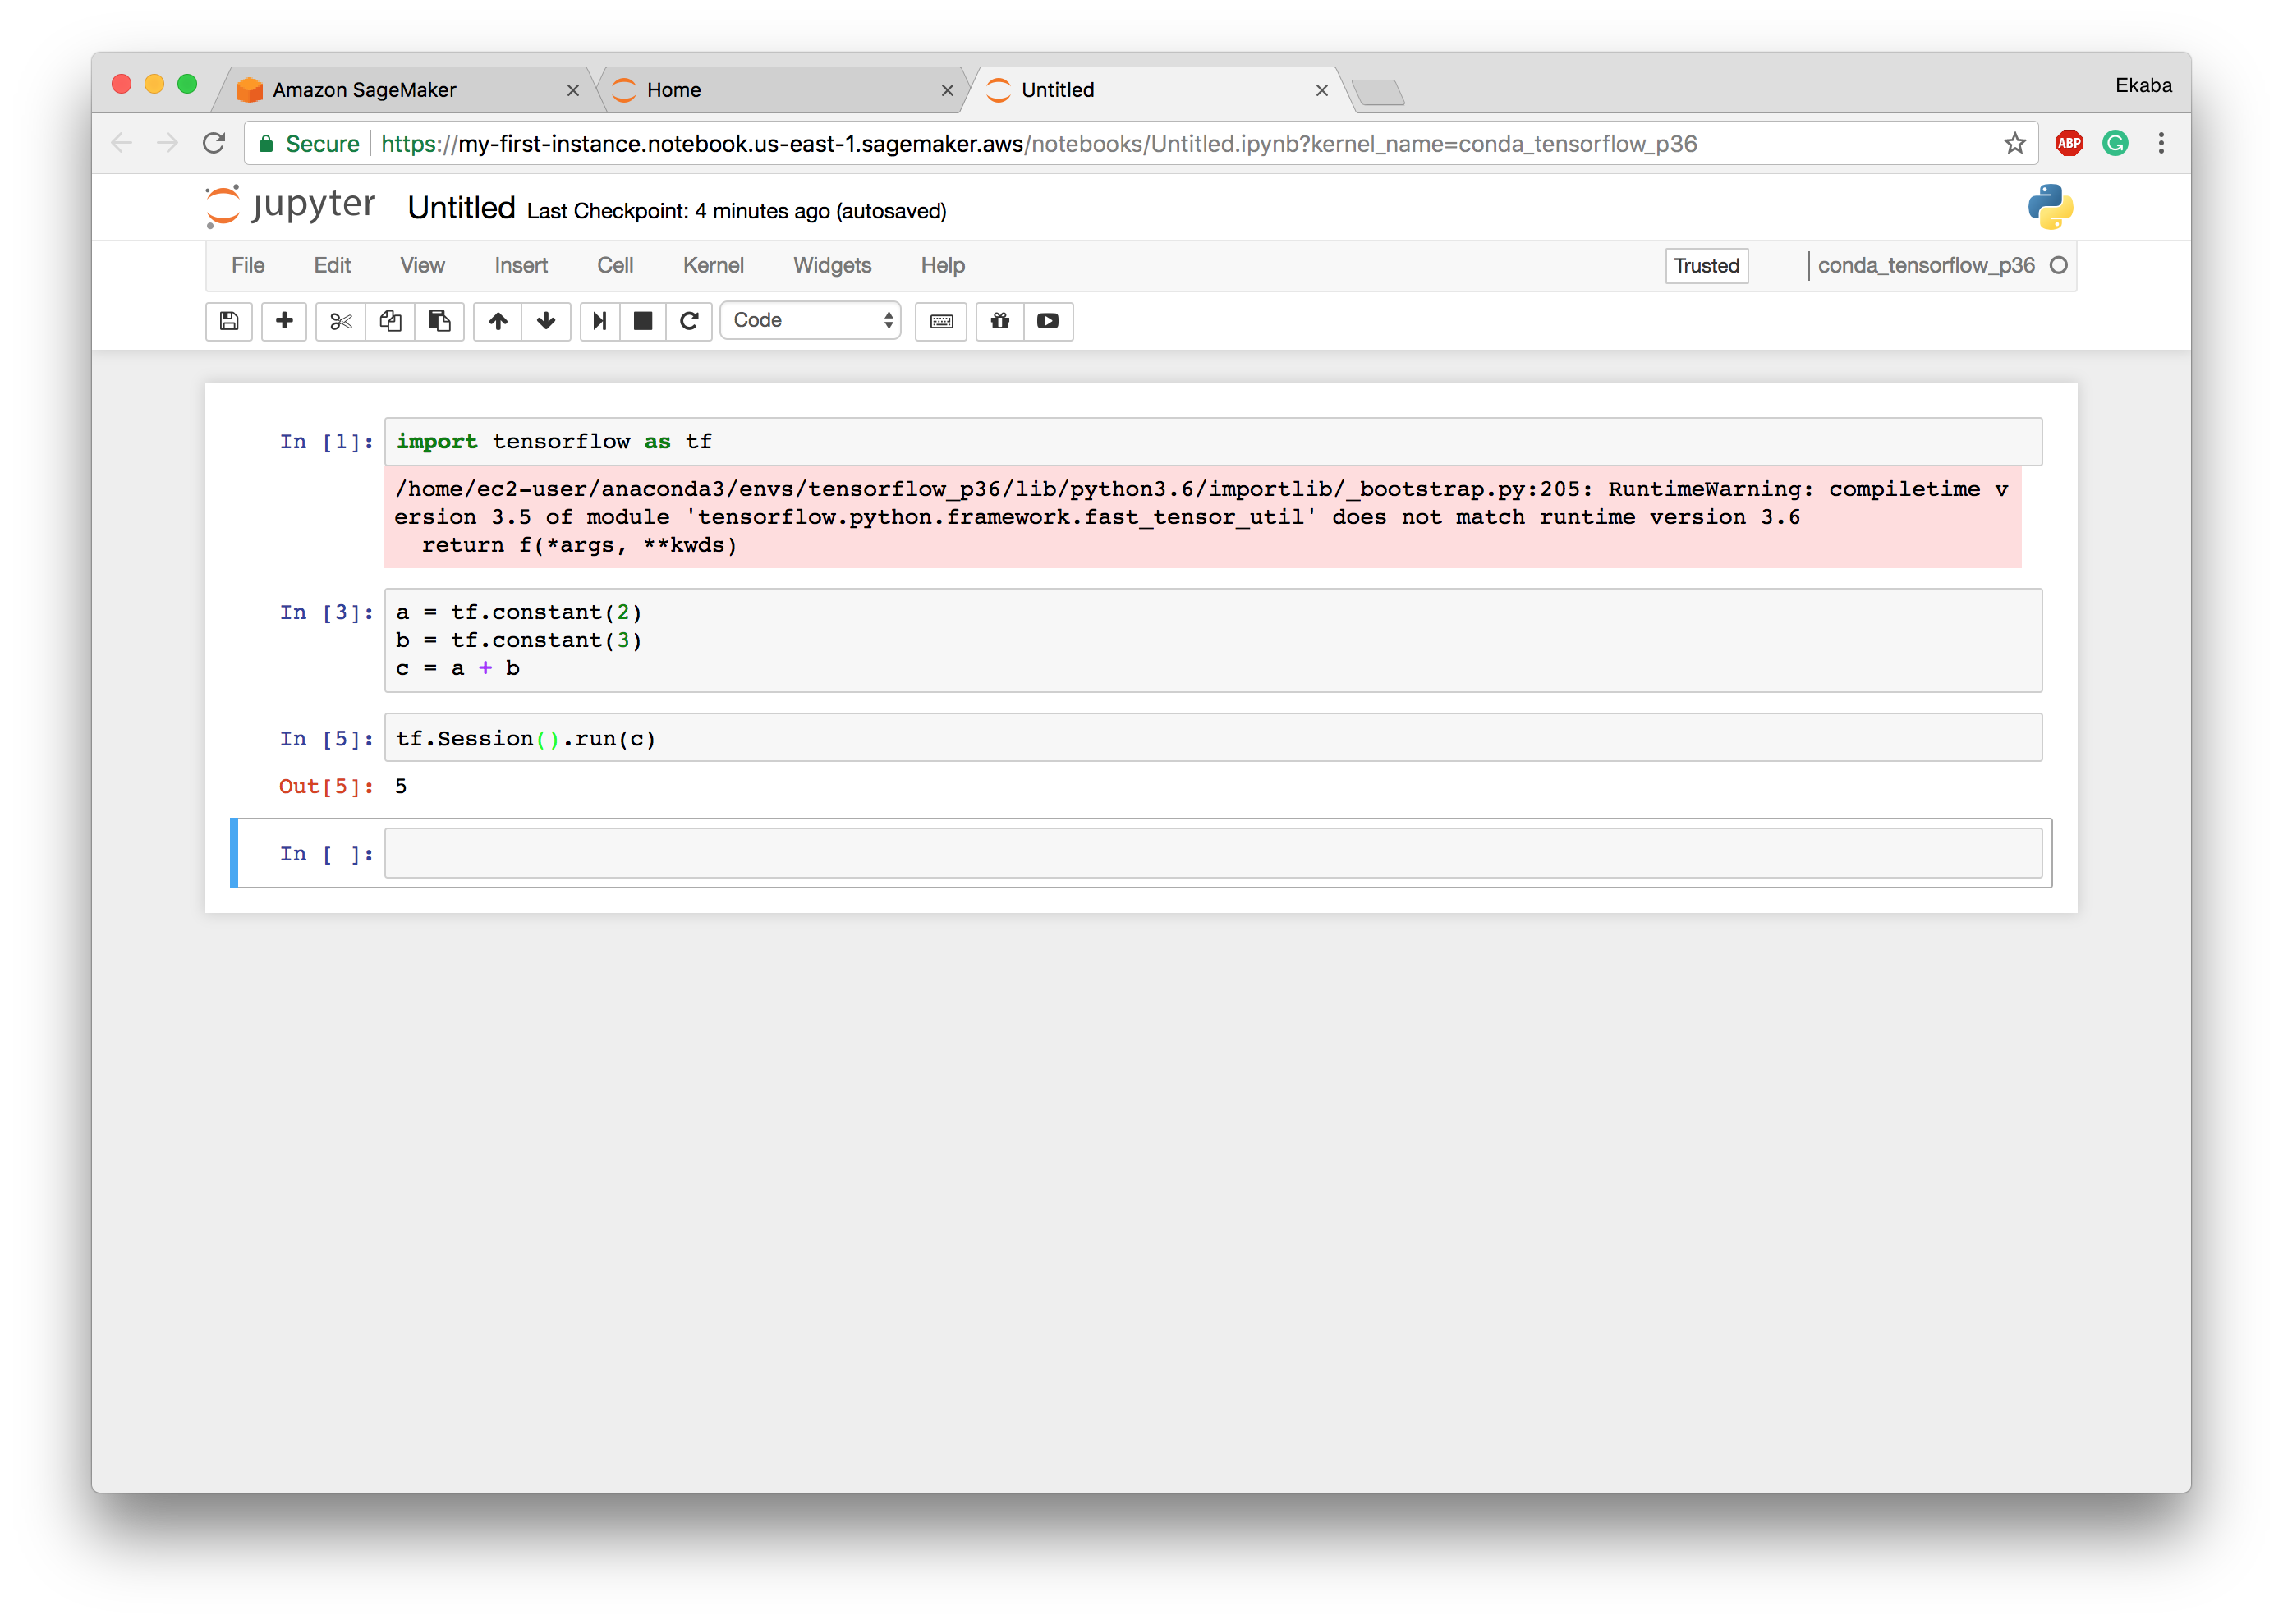 Amazon SageMaker
Home
Untitled
Ekaba
Secure https://my-first-instance.notebook.us-east-1.sagemaker.aws/notebooks/Untitled.ipynb?kernel_name=conda_tensorflow_p36
ABP
jupyter Untitled Last Checkpoint: 4 minutes ago (autosaved)
File Edit View Insert Cell Kernel Widgets Help Trusted conda_tensorflow_p36
Code
In [1]: import tensorflow as tf
/home/ec2-user/anaconda3/envs/tensorflow_p36/lib/python3.6/importlib/_bootstrap.py:205: RuntimeWarning: compiletime v
ersion 3.5 of module 'tensorflow.python.framework.fast_tensor_util' does not match runtime version 3.6
return f(*args, **kwds)
In [3]: a = tf.constant(2)
b = tf.constant(3)
c = a + b
In [5]: tf.Session().run(c)
Out[5]: 5
In [ ]: